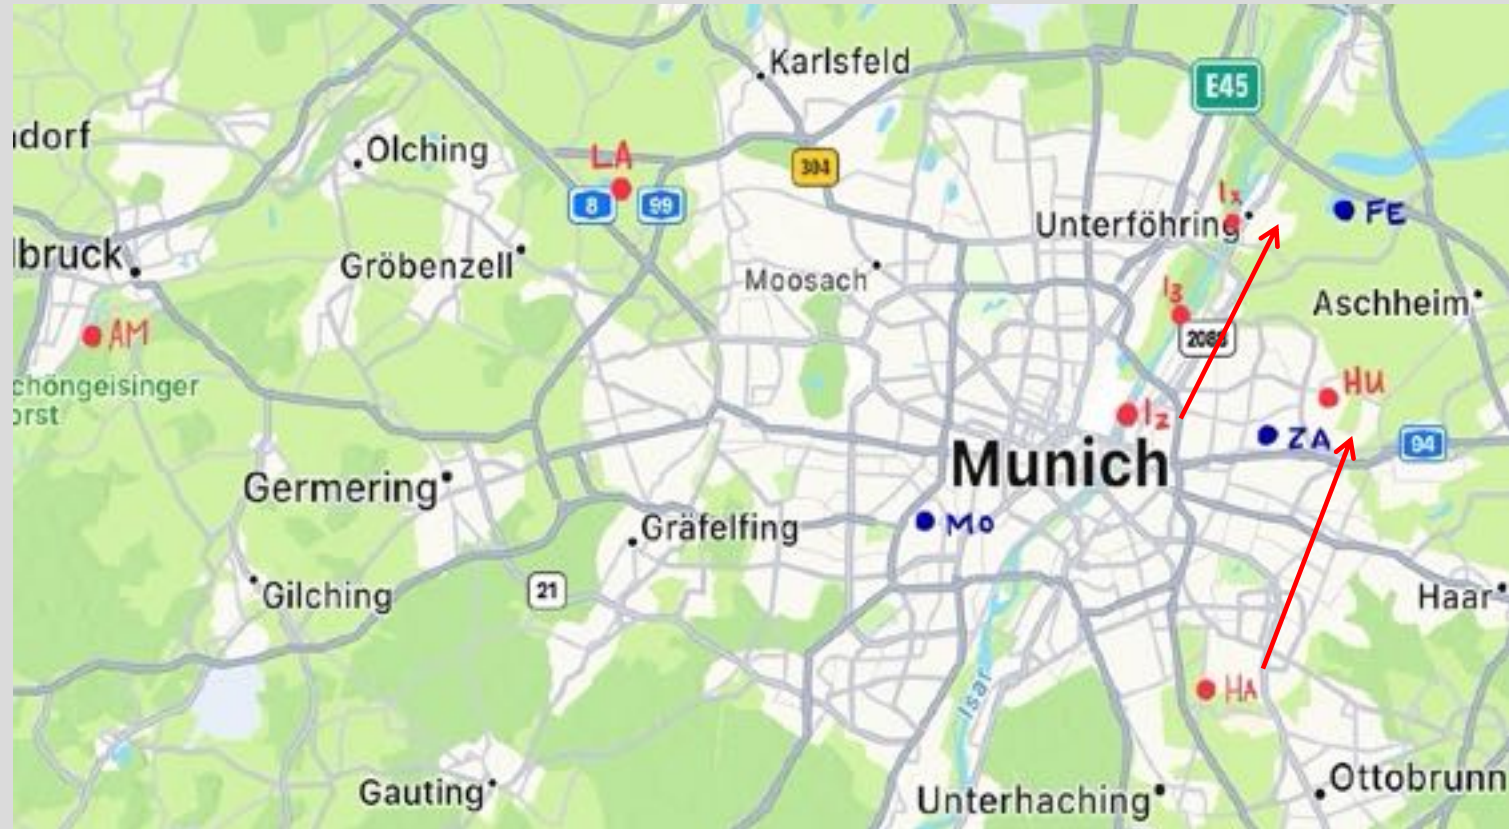 Karlsfeld
E45
ndorf
Olching
LA
304
8
99
I1
Unterföhring
FE
lbruck
Gröbenzell
Moosach
I3
Aschheim
AM
2088
chöngeisinger
orst
HU
I2
ZA
94
Munich
Germering
Gräfelfing
Mo
21
Gilching
Haar
Isar
HA
Gauting
Unterhaching
Ottobrunn